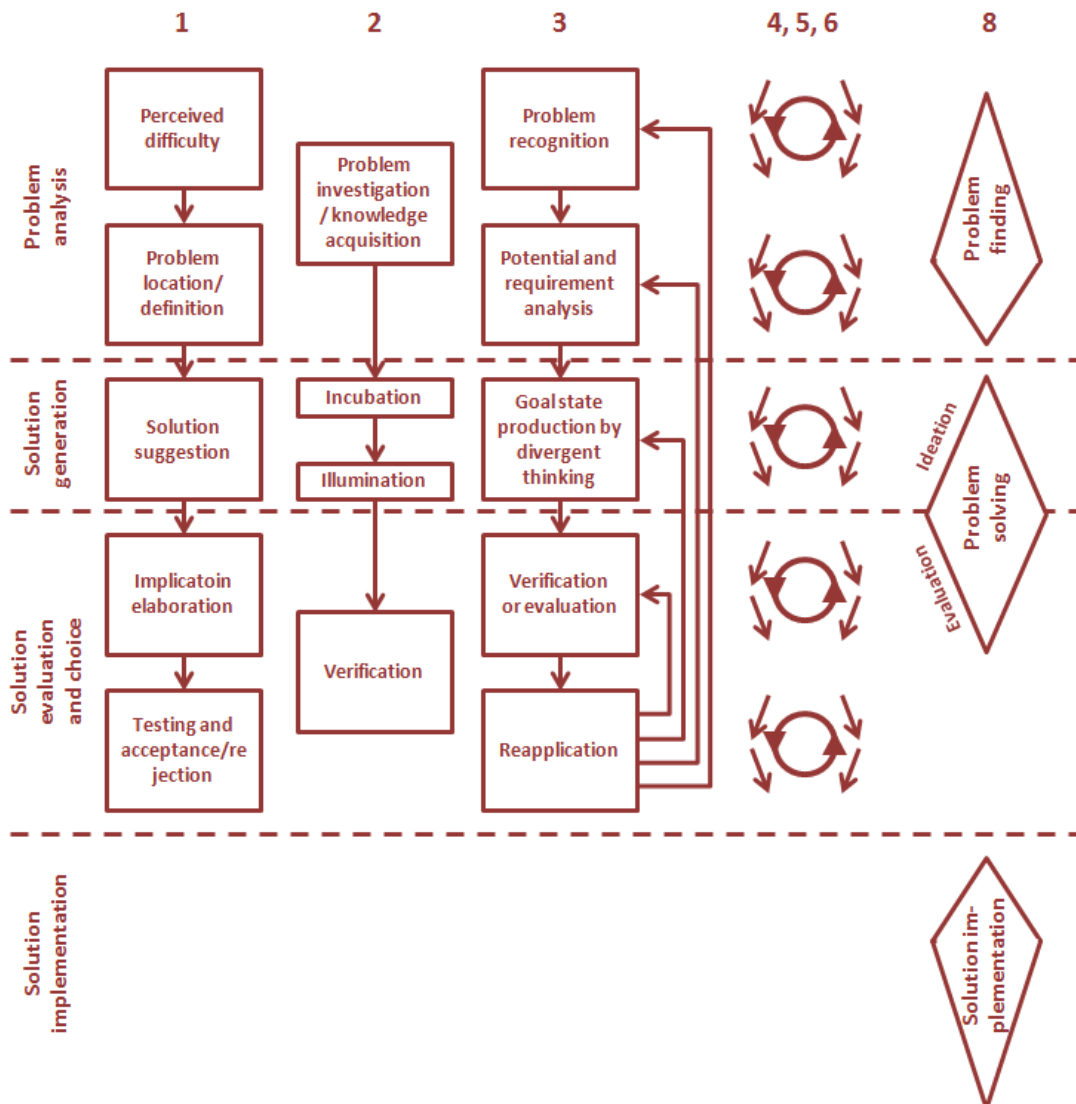 1
2
3
4, 5, 6
8
Problem
analysis
Perceived
difficulty
Problem
location/
definition
Problem
investigation
/ knowledge
acquisition
Problem
recognition
Potential and
requirement
analysis
Problem
finding
Solution
generation
Solution
suggestion
Incubation
Illumination
Goal state
production by
divergent
thinking
Ideation
Problem
solving
Evaluation
Solution
evaluation
and choice
Implicatoin
elaboration
Testing and
acceptance/re
jection
Verification
Verification
or evaluation
Reapplication
Solution
implementation
Solution im-
plementation